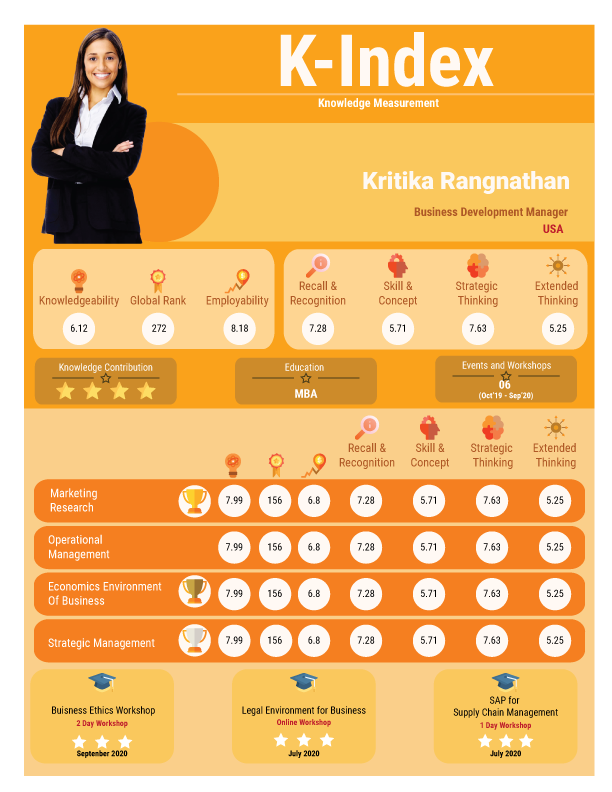 K-Index
Knowledge Measurement
Kritika Rangnathan
Business Development Manager
USA
Knowledgeability
Global Rank
Employability
6.12
272
8.18
Recall &
Recognition
Skill &
Concept
Strategic
Thinking
Extended
Thinking
7.28
5.71
7.63
5.25
Knowledge Contribution
Education
MBA
Events and Workshops
06
(Oct'19 - Sep'20)
Recall &
Recognition
Skill &
Concept
Strategic
Thinking
Extended
Thinking
Marketing
Research
7.99 156 6.8 7.28 5.71 7.63 5.25
Operational
Management
7.99 156 6.8 7.28 5.71 7.63 5.25
Economics Environment
Of Business
7.99 156 6.8 7.28 5.71 7.63 5.25
Strategic Management
7.99 156 6.8 7.28 5.71 7.63 5.25
Buisness Ethics Workshop
2 Day Workshop
Septenber 2020
Legal Environment for Business
Online Workshop
July 2020
SAP for
Supply Chain Management
1 Day Workshop
July 2020